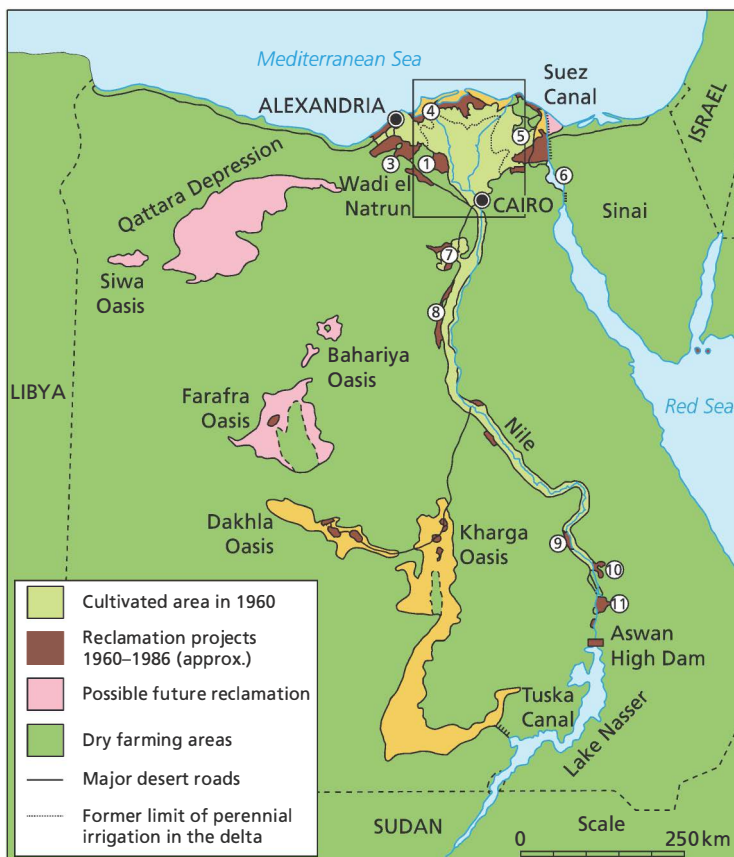 Mediterranean Sea
Suez
Canal
ISRAEL
ALEXANDRIA
4
5
3
1
6
Qattara Depression
Wadi el
Natrun
CAIRO
Sinai
Siwa
Oasis
7
8
Bahariya
Oasis
LIBYA
Farafra
Oasis
Red Sea
Nile
Dakhla
Oasis
Kharga
Oasis
9
10
11
Aswan
High Dam
Tuska
Canal
Lake Nasser
Cultivated area in 1960
Reclamation projects
1960–1986 (approx.)
Possible future reclamation
Dry farming areas
Major desert roads
Former limit of perennial
irrigation in the delta
SUDAN
Scale
0 250 km